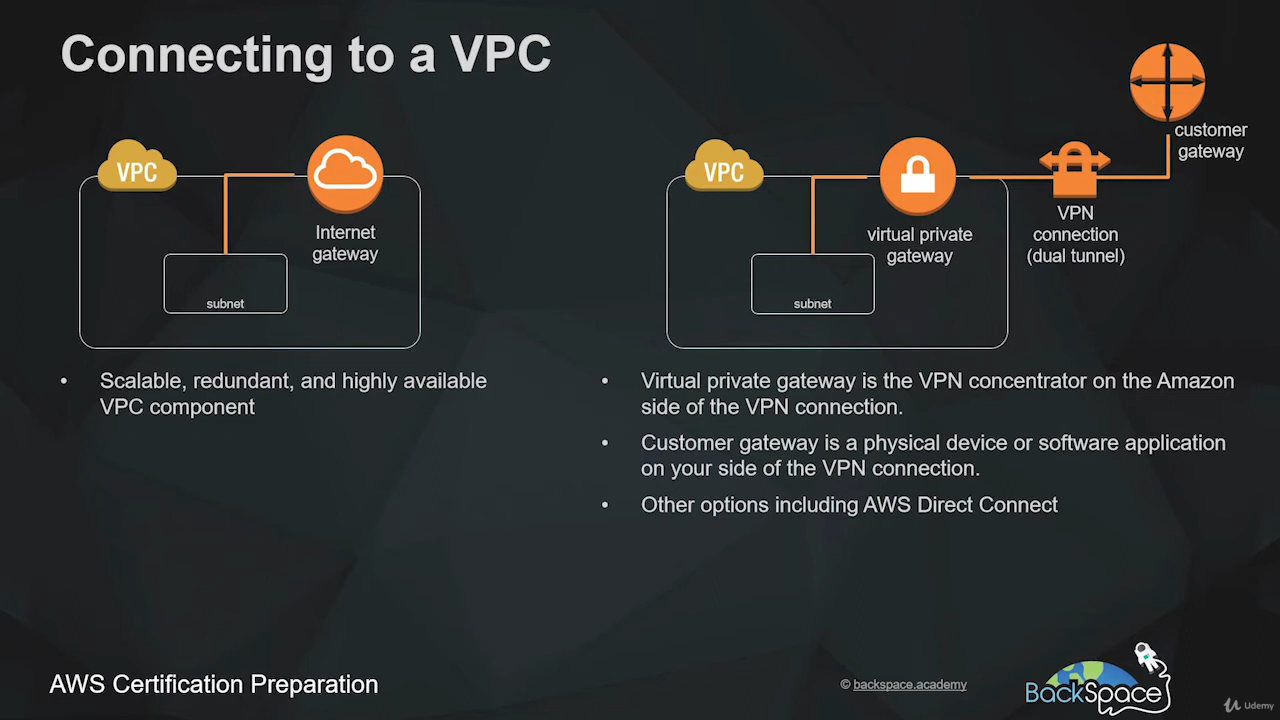 Connecting to a VPC
VPC
Internet
gateway
subnet
• Scalable, redundant, and highly available
VPC component
VPC
virtual private
gateway
subnet
VPN
connection
(dual tunnel)
customer
gateway
• Virtual private gateway is the VPN concentrator on the Amazon
side of the VPN connection.
• Customer gateway is a physical device or software application
on your side of the VPN connection.
• Other options including AWS Direct Connect
AWS Certification Preparation
© backspace.academy
BackSpace
Udemy